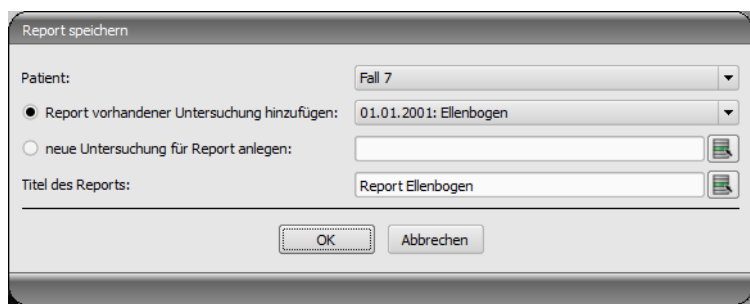 Report speichern
Patient: Fall 7
Report vorhandener Untersuchung hinzufügen: 01.01.2001: Ellenbogen
neue Untersuchung für Report anlegen:
Titel des Reports: Report Ellenbogen
OK Abbrechen